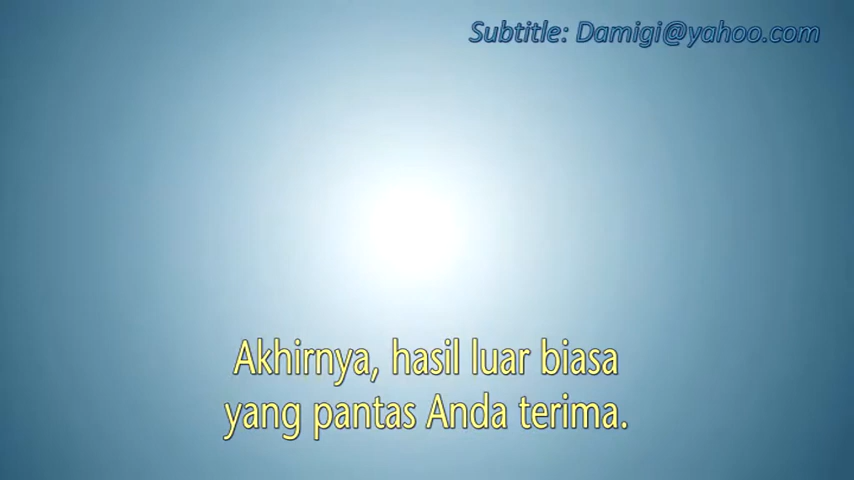 Subtitle: Damigi@yahoo.com
Akhirnya, hasil luar biasa
yang pantas Anda terima.